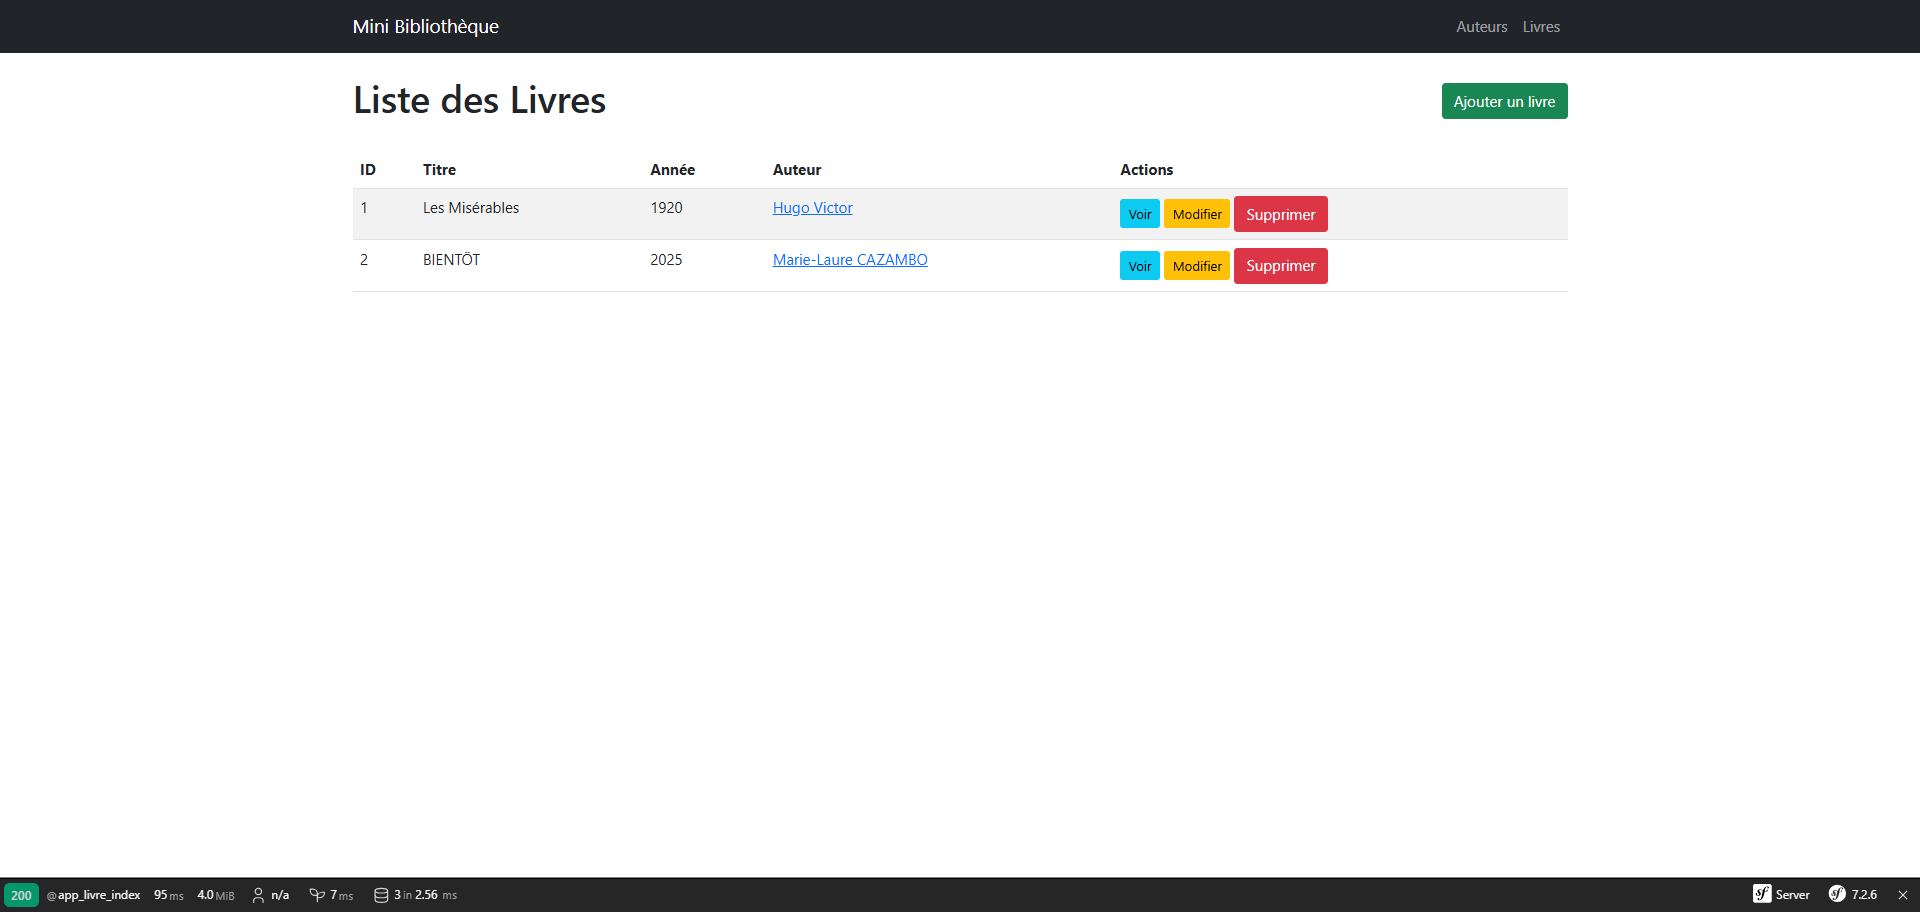 Mini Bibliothèque Auteurs Livres
Liste des Livres Ajouter un livre
ID Titre Année Auteur Actions
1 Les Misérables 1920 Hugo Victor Voir Modifier Supprimer
2 BIENTÖT 2025 Marie-Laure CAZAMBO Voir Modifier Supprimer
200 @app_livre_index 95 ms 4.0 MiB n/a 7 ms 3 in 2.56 ms sf Server sf 7.2.6 ×